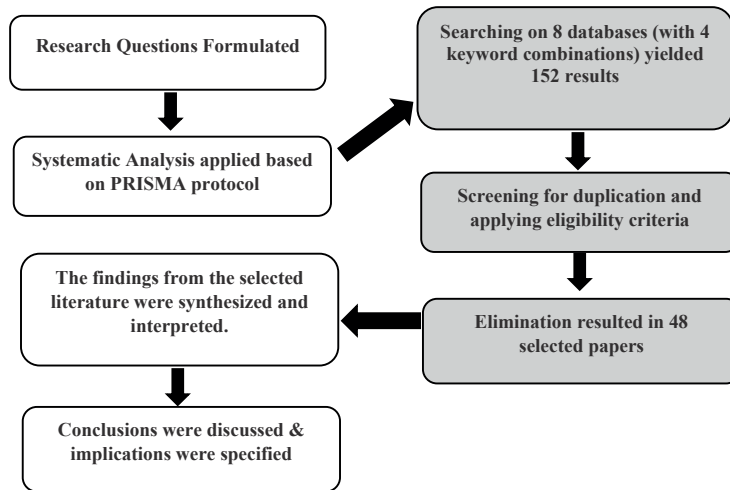 Research Questions Formulated
Systematic Analysis applied based
on PRISMA protocol
Searching on 8 databases (with 4
keyword combinations) yielded
152 results
Screening for duplication and
applying eligibility criteria
Elimination resulted in 48
selected papers
The findings from the selected
literature were synthesized and
interpreted.
Conclusions were discussed &
implications were specified